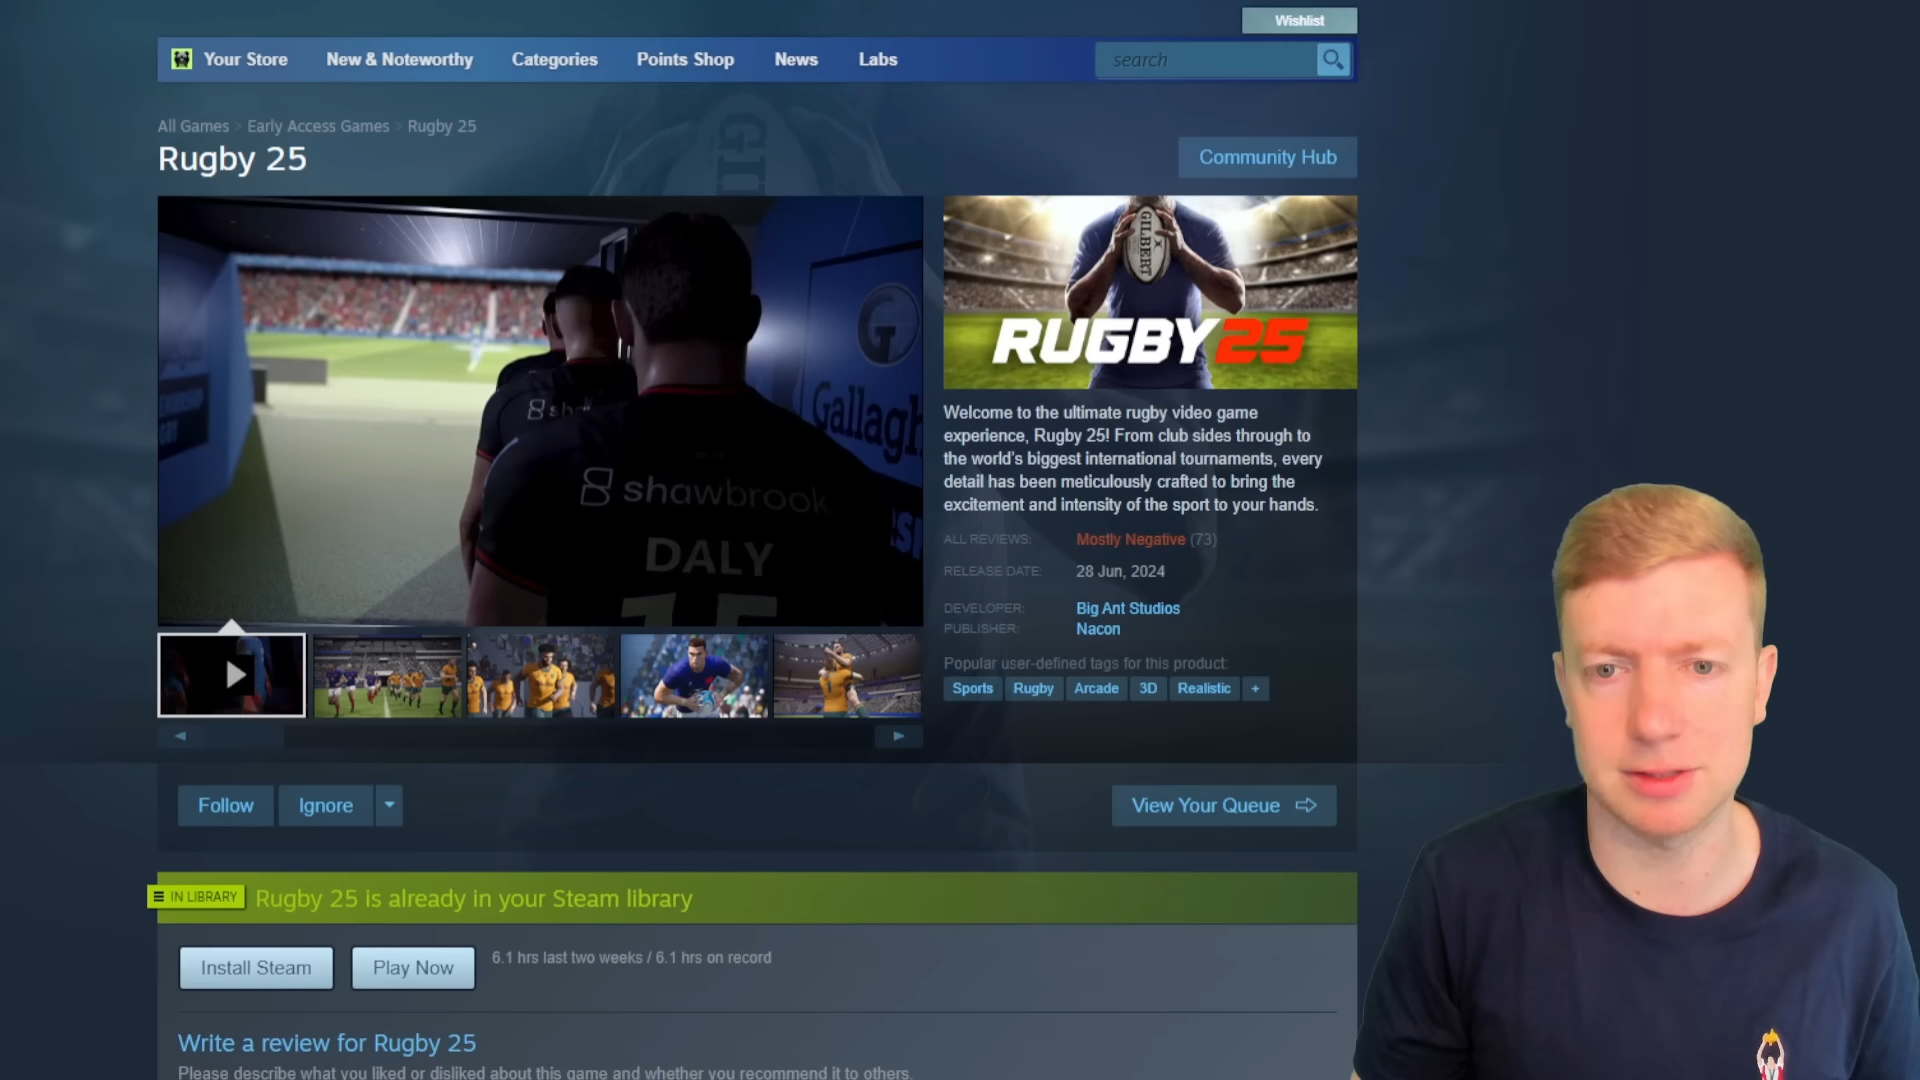 Wishlist
Your Store New & Noteworthy Categories Points Shop News Labs search
All Games > Early Access Games > Rugby 25
Rugby 25
Community Hub
shawbrook
DALY
15
G
GILBERT
RUGBY 25
Welcome to the ultimate rugby video game
experience, Rugby 25! From club sides through to
the world's biggest international tournaments, every
detail has been meticulously crafted to bring the
excitement and intensity of the sport to your hands.
ALL REVIEWS: Mostly Negative (73)
RELEASE DATE: 28 Jun, 2024
DEVELOPER: Big Ant Studios
PUBLISHER: Nacon
Popular user-defined tags for this product:
Sports Rugby Arcade 3D Realistic +
Follow Ignore
View Your Queue
IN LIBRARY Rugby 25 is already in your Steam library
Install Steam Play Now 6.1 hrs last two weeks / 6.1 hrs on record
Write a review for Rugby 25
Please describe what you liked or disliked about this game and whether you recommend it to others.